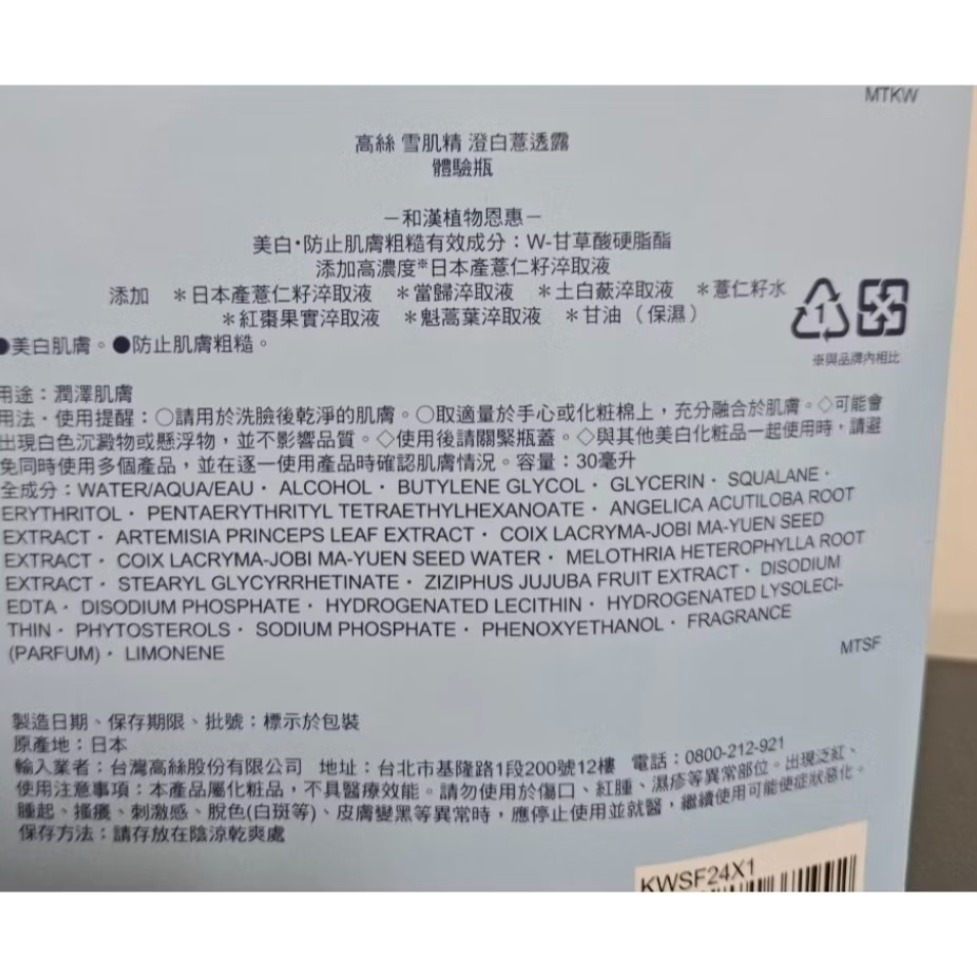 MTKW
高絲 雪肌精 澄白薏透露
體驗瓶
－和漢植物恩惠－
美白･防止肌膚粗糙有效成分：W-甘草酸硬脂酯
添加高濃度※日本產薏仁籽淬取液
添加 ＊日本產薏仁籽淬取液 ＊當歸淬取液 ＊土白蘞淬取液 ＊薏仁籽水
＊紅棗果實淬取液 ＊魁蒿葉淬取液 ＊甘油（保濕）
1
※與品牌內相比
●美白肌膚。●防止肌膚粗糙。
用途：潤澤肌膚
用法、使用提醒：○請用於洗臉後乾淨的肌膚。○取適量於手心或化粧棉上，充分融合於肌膚。◇可能會
出現白色沉澱物或懸浮物，並不影響品質。◇使用後請關緊瓶蓋。◇與其他美白化粧品一起使用時，請避
免同時使用多個產品，並在逐一使用產品時確認肌膚情況。容量：30毫升
全成分：WATER/AQUA/EAU・ ALCOHOL・ BUTYLENE GLYCOL・ GLYCERIN・ SQUALANE・
ERYTHRITOL・ PENTAERYTHRITYL TETRAETHYLHEXANOATE・ ANGELICA ACUTILOBA ROOT
EXTRACT・ ARTEMISIA PRINCEPS LEAF EXTRACT・ COIX LACRYMA-JOBI MA-YUEN SEED
EXTRACT・ COIX LACRYMA-JOBI MA-YUEN SEED WATER・ MELOTHRIA HETEROPHYLLA ROOT
EXTRACT・ STEARYL GLYCYRRHETINATE・ ZIZIPHUS JUJUBA FRUIT EXTRACT・ DISODIUM
EDTA・ DISODIUM PHOSPHATE・ HYDROGENATED LECITHIN・ HYDROGENATED LYSOLECI-
THIN・ PHYTOSTEROLS・ SODIUM PHOSPHATE・ PHENOXYETHANOL・ FRAGRANCE
(PARFUM)・ LIMONENE
MTSF
製造日期、保存期限、批號：標示於包裝
原產地：日本
輸入業者：台灣高絲股份有限公司 地址：台北市基隆路1段200號12樓 電話：0800-212-921
使用注意事項：本產品屬化粧品，不具醫療效能。請勿使用於傷口、紅腫、濕疹等異常部位。出現泛紅、
腫起、搔癢、刺激感、脫色(白斑等)、皮膚變黑等異常時，應停止使用並就醫，繼續使用可能使症狀惡化。
保存方法：請存放在陰涼乾爽處
KWSF24X1